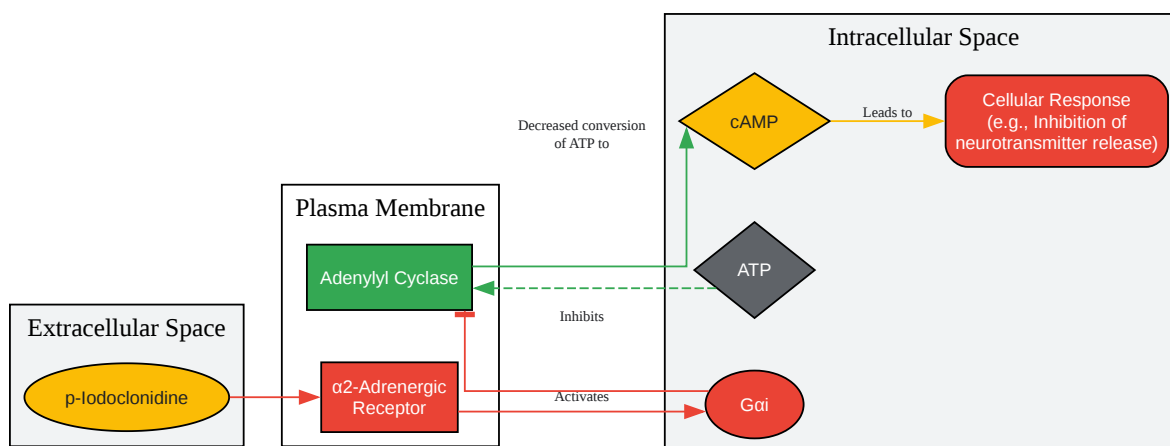 Intracellular Space
cAMP
Leads to
Cellular Response
(e.g., Inhibition of
neurotransmitter release)
Decreased conversion
of ATP to
Plasma Membrane
Adenylyl Cyclase
ATP
Inhibits
Extracellular Space
p-Iodoclonidine
α2-Adrenergic
Receptor
Activates
Gαi